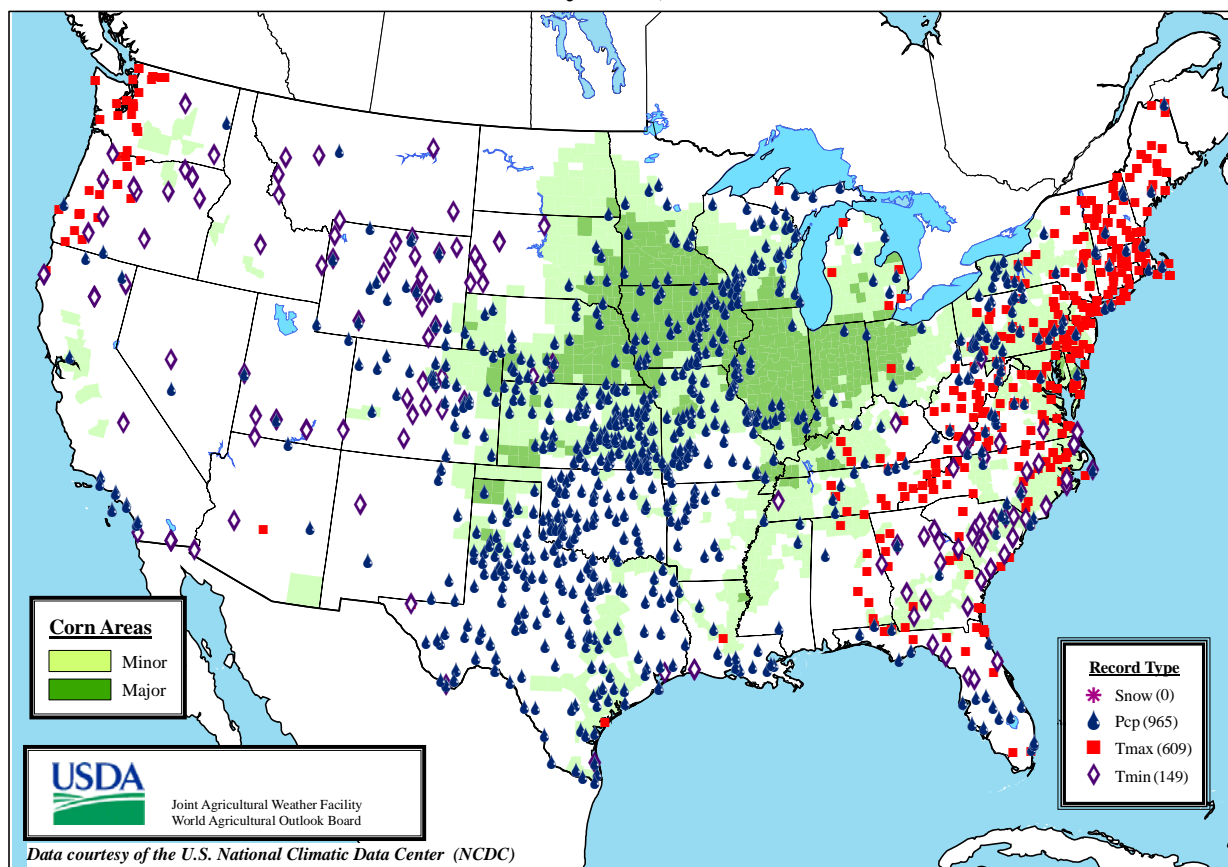 Corn Areas
Minor
Major
Record Type
Snow (0)
Pcp (965)
Tmax (609)
Tmin (149)
USDA
Joint Agricultural Weather Facility
World Agricultural Outlook Board
Data courtesy of the U.S. National Climatic Data Center (NCDC)